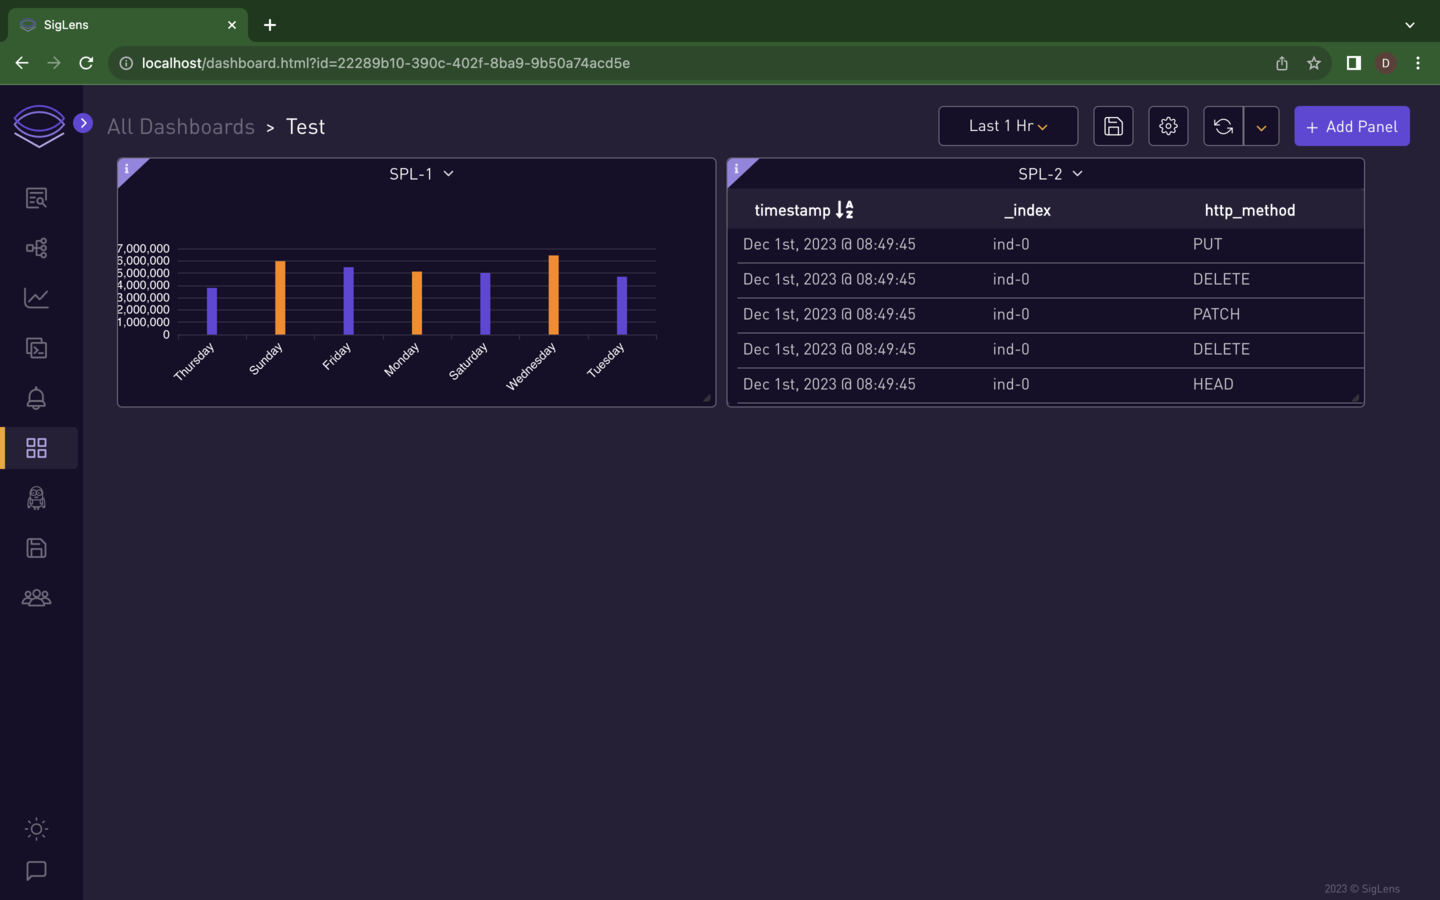 SigLens
localhost/dashboard.html?id=22289b10-390c-402f-8ba9-9b50a74acd5e
D
All Dashboards > Test
Last 1 Hr
+ Add Panel
i
SPL-1
7,000,000
6,000,000
5,000,000
4,000,000
3,000,000
2,000,000
1,000,000
0
Thursday
Sunday
Friday
Monday
Saturday
Wednesday
Tuesday
i
SPL-2
timestamp _index http_method
Dec 1st, 2023 @ 08:49:45 ind-0 PUT
Dec 1st, 2023 @ 08:49:45 ind-0 DELETE
Dec 1st, 2023 @ 08:49:45 ind-0 PATCH
Dec 1st, 2023 @ 08:49:45 ind-0 DELETE
Dec 1st, 2023 @ 08:49:45 ind-0 HEAD
2023 © SigLens